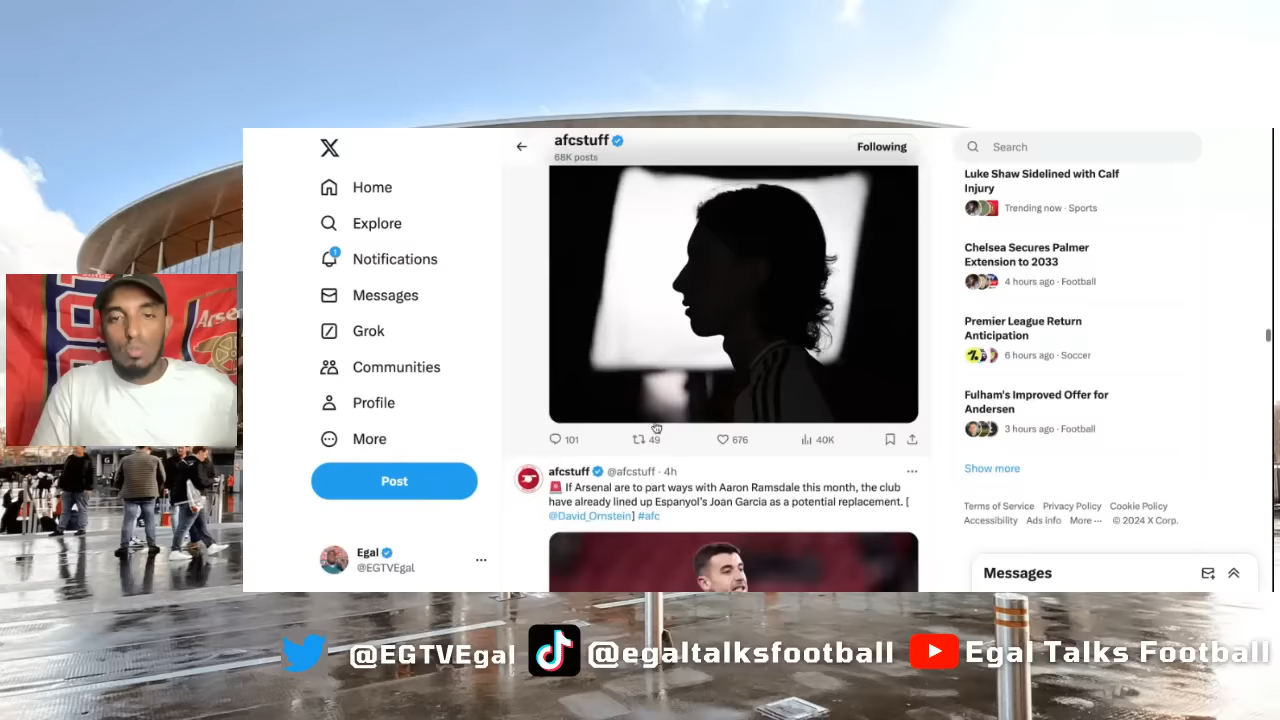 afcstuff
68K posts
Following
Search
Home
Explore
Notifications
1
Messages
Grok
Communities
Profile
More
Post
Egal
@EGTVEgal
101
49
676
40K
afcstuff @afcstuff · 4h
If Arsenal are to part ways with Aaron Ramsdale this month, the club
have already lined up Espanyol's Joan Garcia as a potential replacement. [
@David_Ornstein] #afc
Luke Shaw Sidelined with Calf
Injury
Trending now · Sports
Chelsea Secures Palmer
Extension to 2033
4 hours ago · Football
Premier League Return
Anticipation
6 hours ago · Soccer
Fulham's Improved Offer for
Andersen
3 hours ago · Football
Show more
Terms of Service Privacy Policy Cookie Policy
Accessibility Ads info More ··· © 2024 X Corp.
Messages
@EGTVEgal
@egaltalksfootball
Egal Talks Football